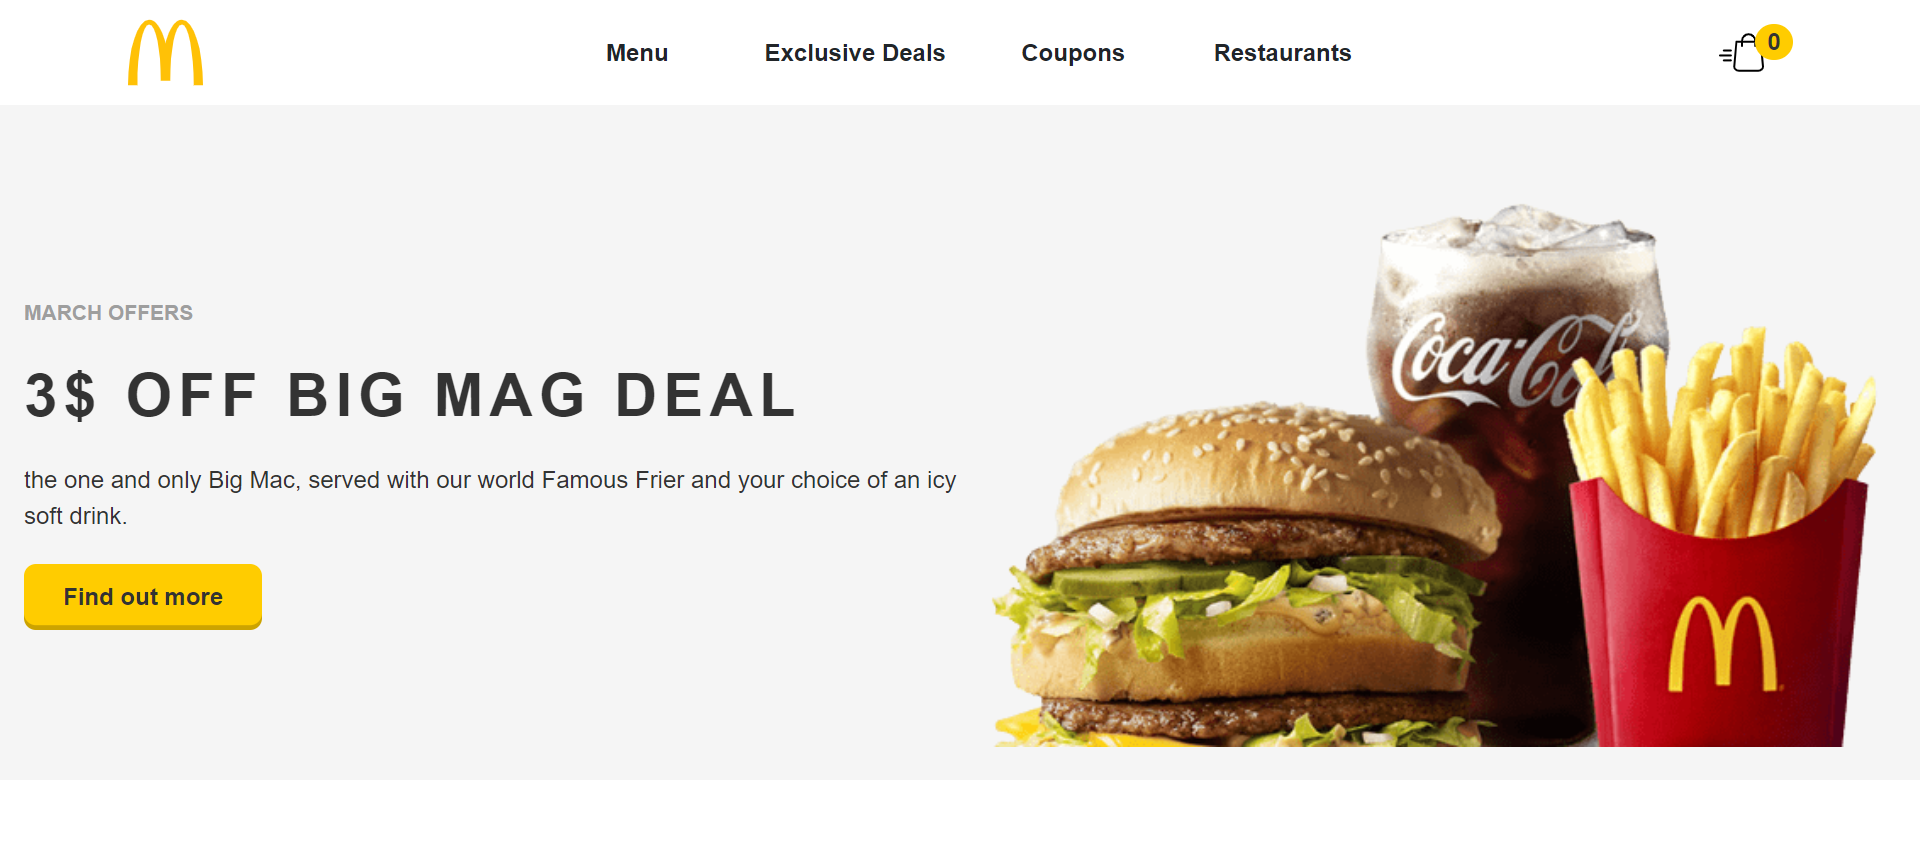 Menu
Exclusive Deals
Coupons
Restaurants
0
MARCH OFFERS
3$ OFF BIG MAG DEAL
the one and only Big Mac, served with our world Famous Frier and your choice of an icy
soft drink.
Find out more
Coca-Col